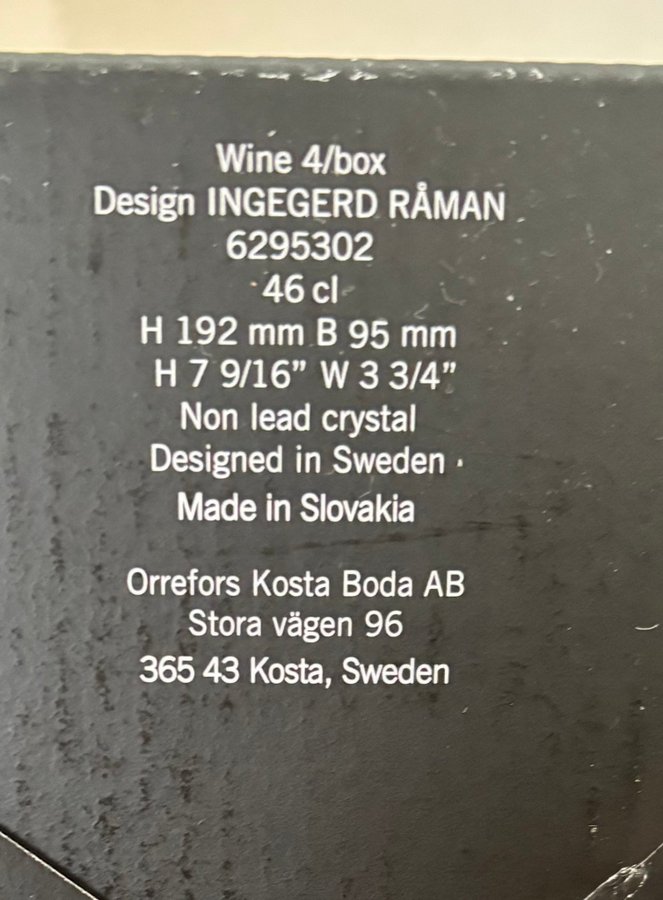 Wine 4/box
Design INGEGERD RÅMAN
6295302
46 cl
H 192 mm B 95 mm
H 7 9/16” W 3 3/4”
Non lead crystal
Designed in Sweden
Made in Slovakia
Orrefors Kosta Boda AB
Stora vägen 96
365 43 Kosta, Sweden